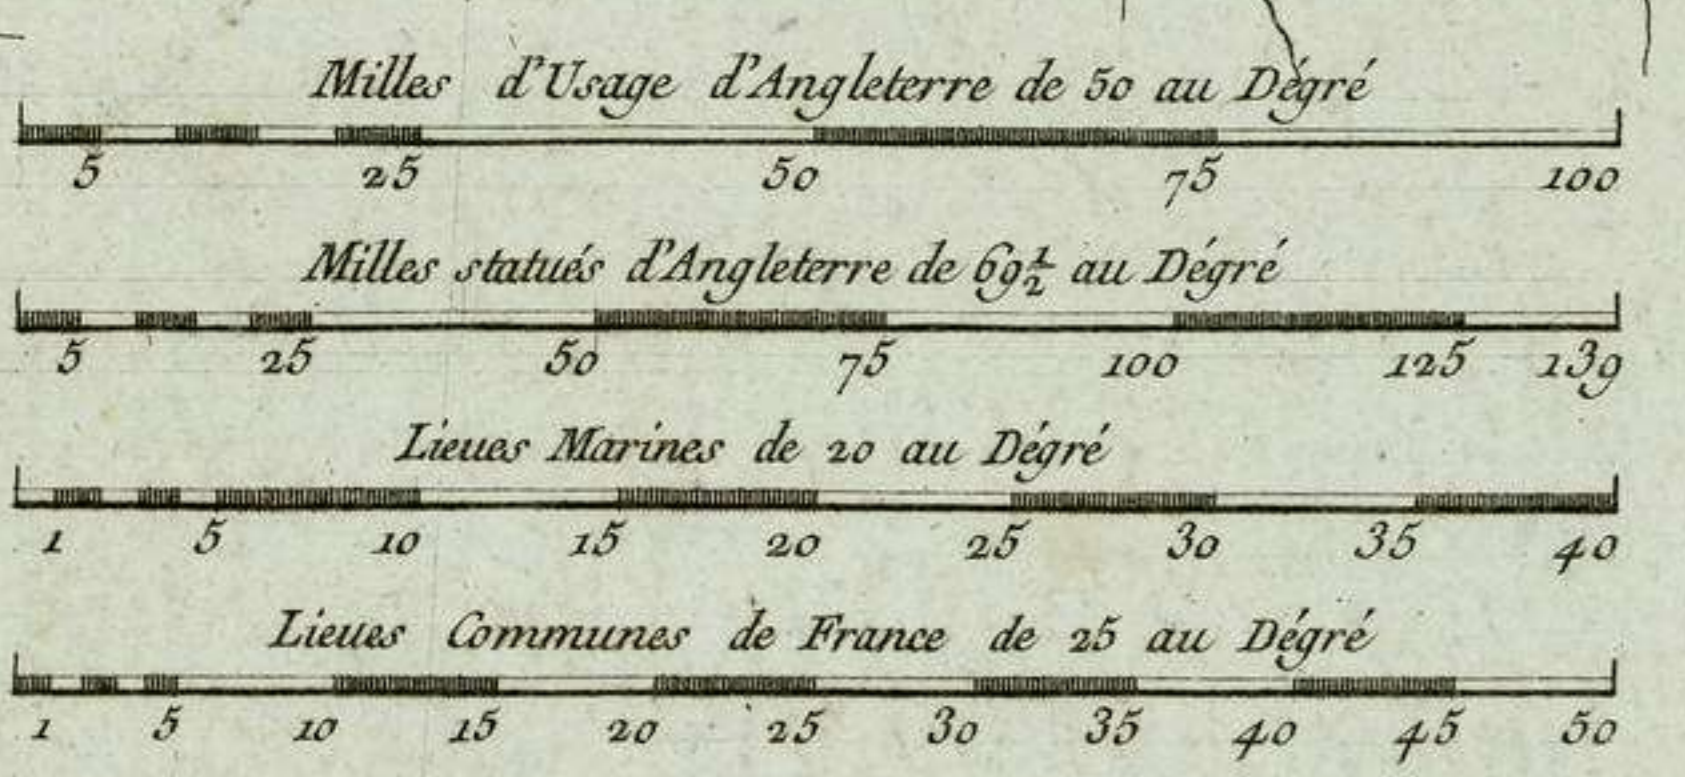 Milles d'Usage d'Angleterre de 50 au Dégré
5 25 50 75 100
Milles statués d'Angleterre de 69½ au Dégré
5 25 50 75 100 125 139
Lieues Marines de 20 au Dégré
1 5 10 15 20 25 30 35 40
Lieues Communes de France de 25 au Dégré
1 5 10 15 20 25 30 35 40 45 50